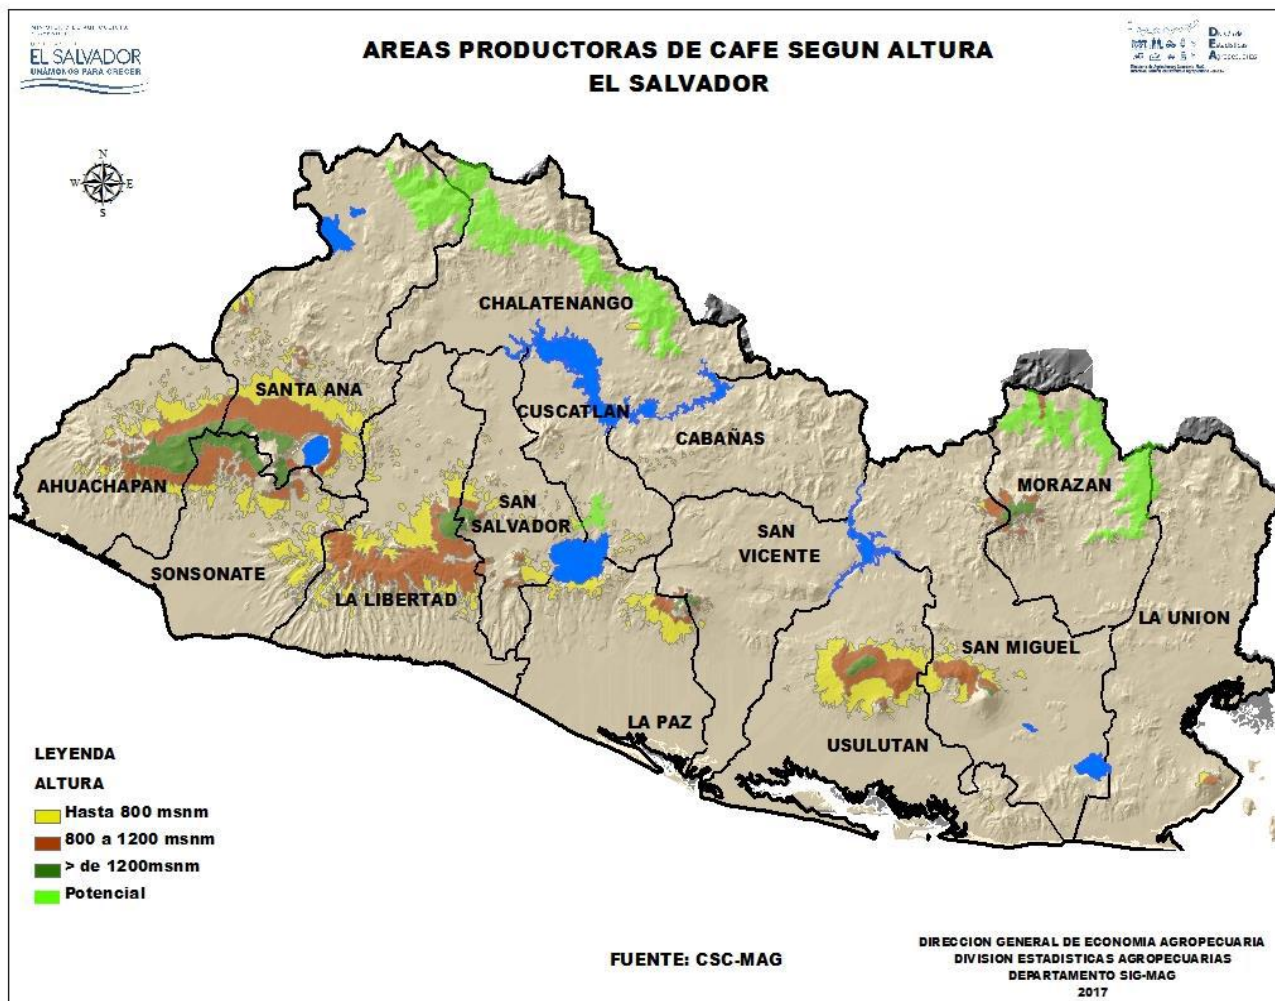 EL SALVADOR
UNÁMONOS PARA CRECER
AREAS PRODUCTORAS DE CAFE SEGUN ALTURA
EL SALVADOR
N
W
E
S
CHALATENANGO
SANTA ANA
CUSCATLAN
CABAÑAS
AHUACHAPAN
MORAZAN
SAN
SALVADOR
SAN
VICENTE
SONSONATE
LA LIBERTAD
LA UNION
SAN MIGUEL
LA PAZ
USULUTAN
LEYENDA
ALTURA
Hasta 800 msnm
800 a 1200 msnm
> de 1200msnm
Potencial
FUENTE: CSC-MAG
DIRECCION GENERAL DE ECONOMIA AGROPECUARIA
DIVISION ESTADISTICAS AGROPECUARIAS
DEPARTAMENTO SIG-MAG
2017